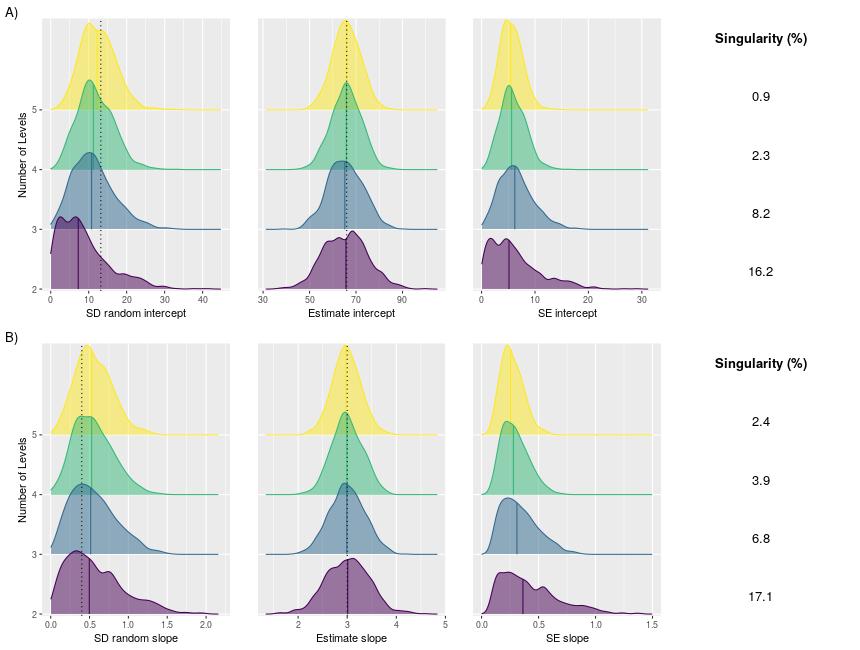 A)
Singularity (%)
Number of Levels
5
4
3
2
0 10 20 30 40
30 50 70 90
0 10 20 30
SD random intercept
Estimate intercept
SE intercept
0.9
2.3
8.2
16.2
B)
Singularity (%)
Number of Levels
5
4
3
2
0.0 0.5 1.0 1.5 2.0
2 3 4 5
0.0 0.5 1.0 1.5
SD random slope
Estimate slope
SE slope
2.4
3.9
6.8
17.1